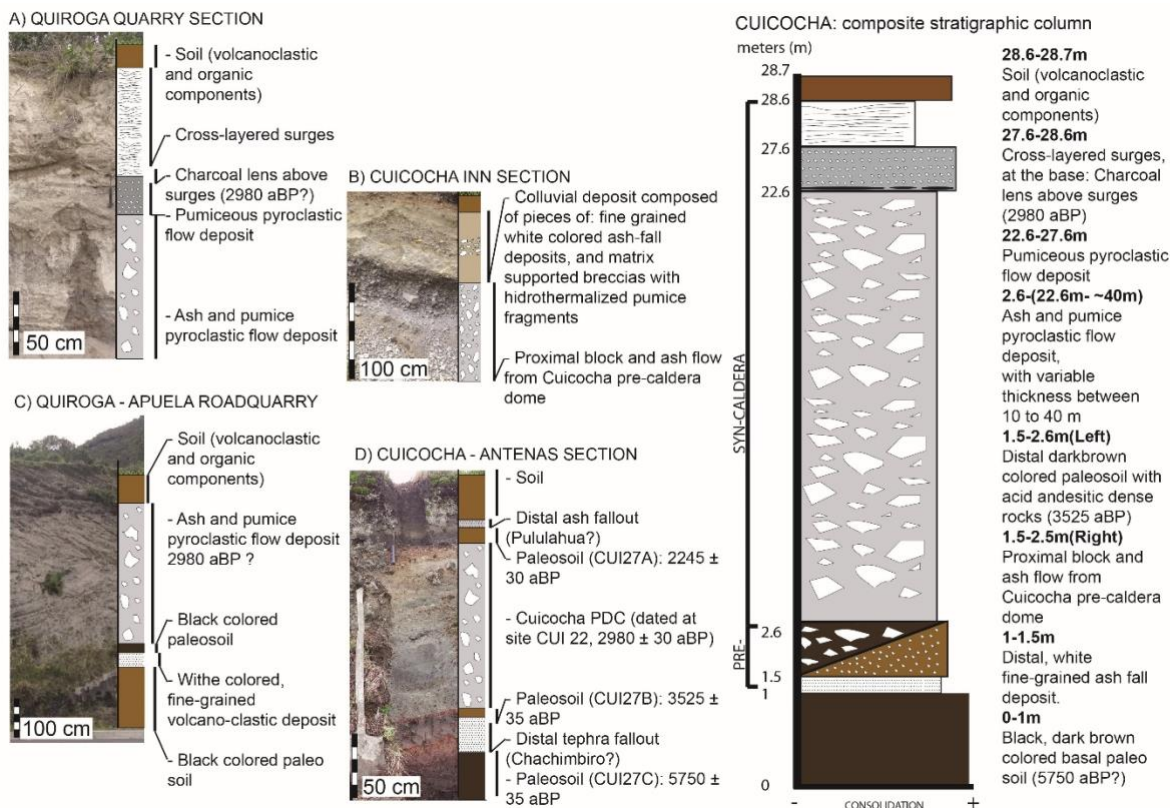 A) QUIROGA QUARRY SECTION
- Soil (volcanoclastic
and organic
components)
Cross-layered surges
Charcoal lens above
surges (2980 aBP?)
- Pumiceous pyroclastic
flow deposit
- Ash and pumice
pyroclastic flow deposit
50 cm
B) CUICOCHA INN SECTION
Colluvial deposit composed
of pieces of: fine grained
white colored ash-fall
deposits, and matrix
supported breccias with
hidrothermalized pumice
fragments
Proximal block and ash flow
from Cuicocha pre-caldera
dome
100 cm
C) QUIROGA - APUELA ROADQUARRY
Soil (volcanoclastic
and organic
components)
- Ash and pumice
pyroclastic flow deposit
2980 aBP ?
Black colored
paleosoil
- Withe colored,
fine-grained
volcano-clastic deposit
- Black colored paleo
soil
100 cm
D) CUICOCHA - ANTENAS SECTION
- Soil
- Distal ash fallout
(Pululahua?)
- Paleosoil (CUI27A): 2245 ±
30 aBP
- Cuicocha PDC (dated at
site CUI 22, 2980 ± 30 aBP)
- Paleosoil (CUI27B): 3525 ±
35 aBP
- Distal tephra fallout
(Chachimbiro?)
- Paleosoil (CUI27C): 5750 ±
35 aBP
50 cm
CUICOCHA: composite stratigraphic column
meters (m)
28.7
28.6
27.6
22.6
2.6
1.5
1
0
SYN-CALDERA
PRE-
- CONSOLIDATION +
28.6-28.7m
Soil (volcanoclastic
and organic
components)
27.6-28.6m
Cross-layered surges,
at the base: Charcoal
lens above surges
(2980 aBP)
22.6-27.6m
Pumiceous pyroclastic
flow deposit
2.6-(22.6m- ~40m)
Ash and pumice
pyroclastic flow
deposit,
with variable
thickness between
10 to 40 m
1.5-2.6m(Left)
Distal darkbrown
colored paleosoil with
acid andesitic dense
rocks (3525 aBP)
1.5-2.5m(Right)
Proximal block and
ash flow from
Cuicocha pre-caldera
dome
1-1.5m
Distal, white
fine-grained ash fall
deposit.
0-1m
Black, dark brown
colored basal paleo
soil (5750 aBP?)